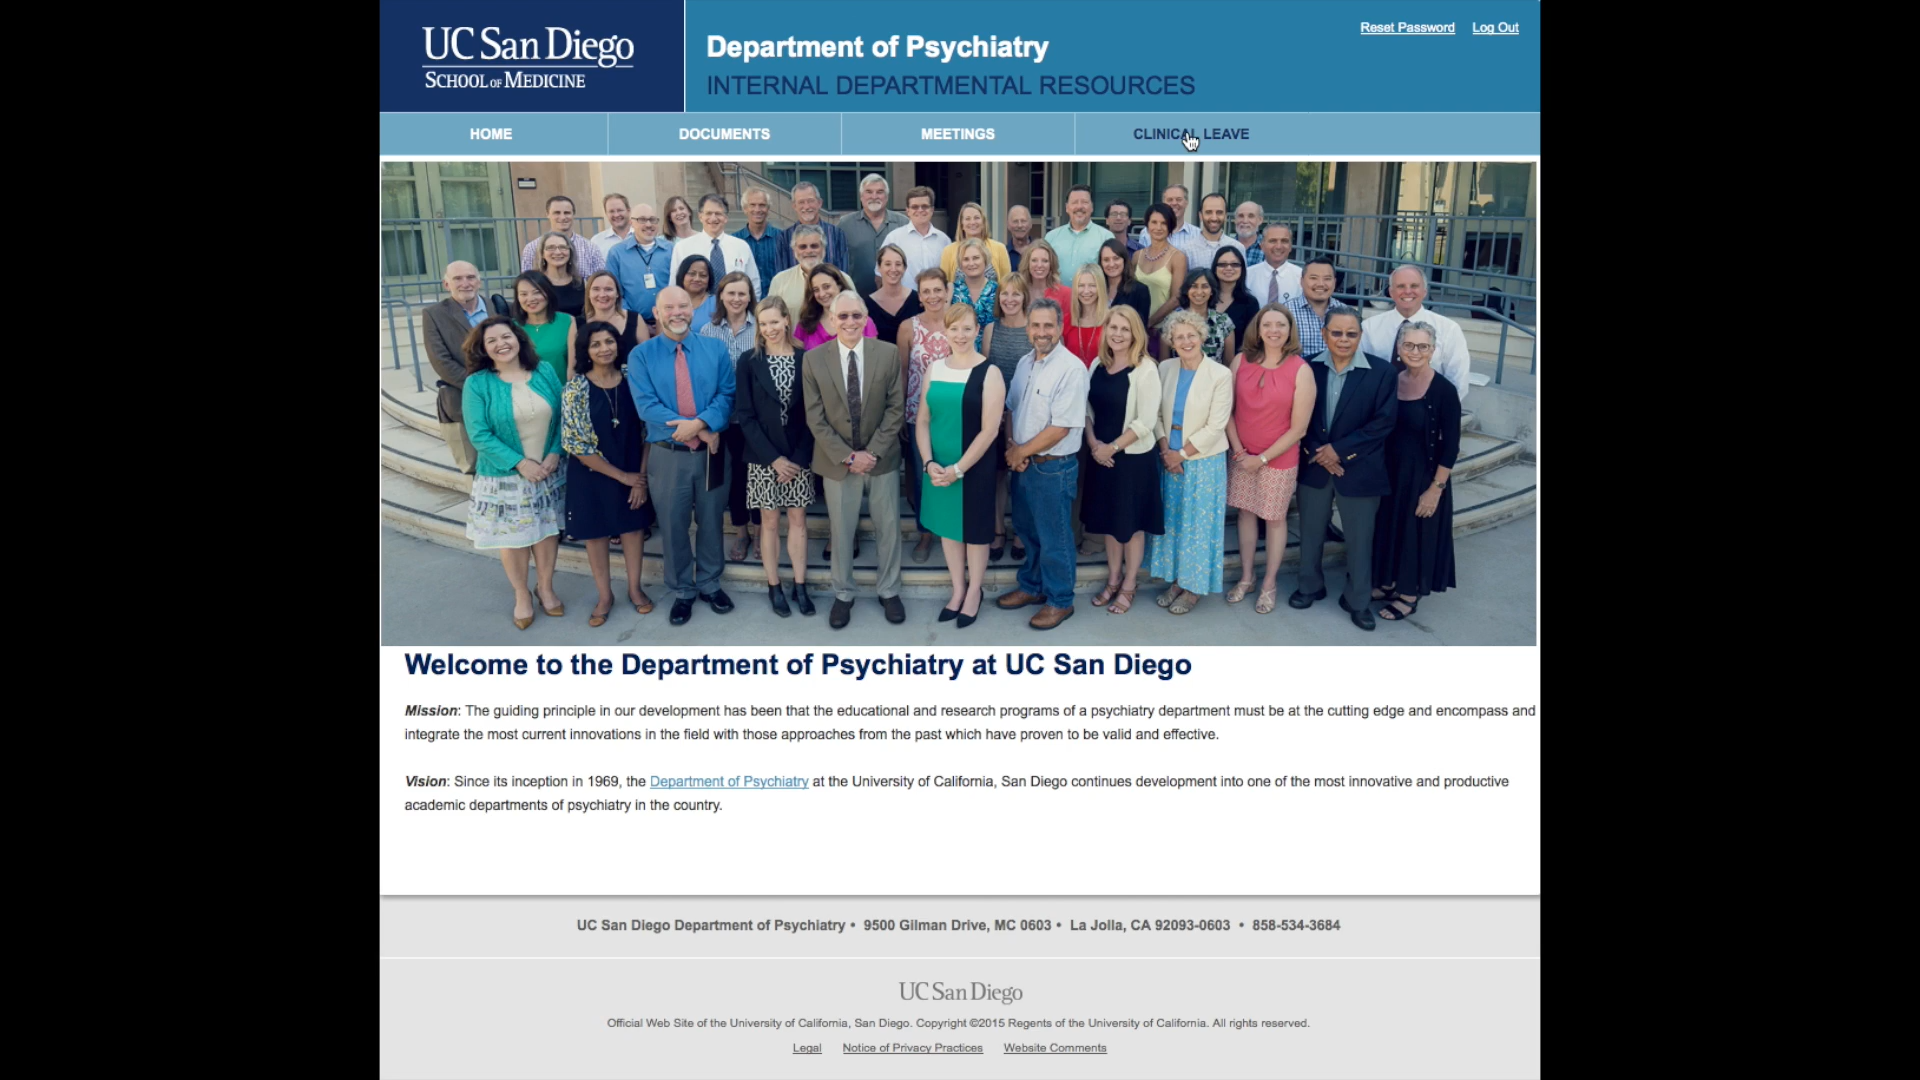 UC San Diego
SCHOOL OF MEDICINE
Department of Psychiatry
INTERNAL DEPARTMENTAL RESOURCES
Reset Password Log Out
HOME DOCUMENTS MEETINGS CLINICAL LEAVE
Welcome to the Department of Psychiatry at UC San Diego
Mission: The guiding principle in our development has been that the educational and research programs of a psychiatry department must be at the cutting edge and encompass and
integrate the most current innovations in the field with those approaches from the past which have proven to be valid and effective.
Vision: Since its inception in 1969, the Department of Psychiatry at the University of California, San Diego continues development into one of the most innovative and productive
academic departments of psychiatry in the country.
UC San Diego Department of Psychiatry • 9500 Gilman Drive, MC 0603 • La Jolla, CA 92093-0603 • 858-534-3684
UC San Diego
Official Web Site of the University of California, San Diego. Copyright ©2015 Regents of the University of California. All rights reserved.
Legal Notice of Privacy Practices Website Comments